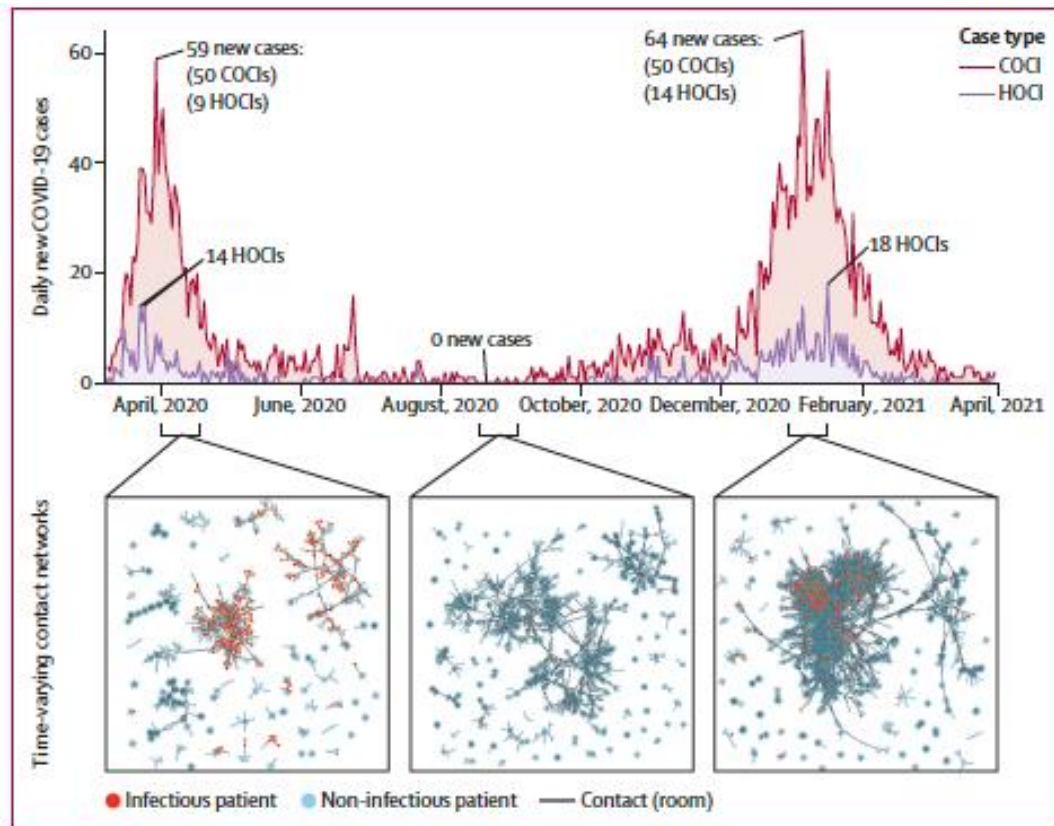 59 new cases:
(50 COCIs)
(9 HOCIs)
64 new cases:
(50 COCIs)
(14 HOCIs)
Case type
COCI
HOCI
Daily new COVID-19 cases
60
40
20
0
14 HOCIs
18 HOCIs
0 new cases
April, 2020
June, 2020
August, 2020
October, 2020
December, 2020
February, 2021
April, 2021
Time-varying contact networks
Infectious patient
Non-infectious patient
Contact (room)